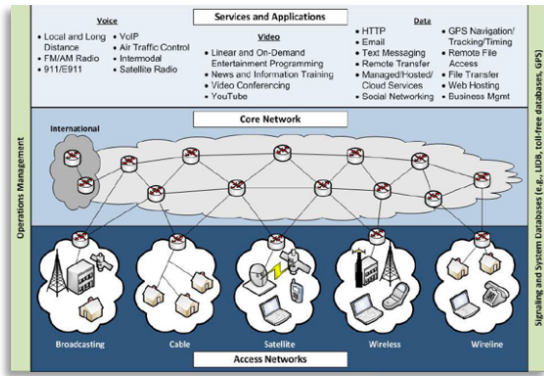 Services and Applications
Voice
• Local and Long
Distance
• FM/AM Radio
• 911/E911
• VoIP
• Air Traffic Control
• Intermodal
• Satellite Radio
Video
• Linear and On-Demand
Entertainment Programming
• News and Information Training
• Video Conferencing
• YouTube
Data
• HTTP
• Email
• Text Messaging
• Remote Transfer
• Managed/Hosted/
Cloud Services
• Social Networking
• GPS Navigation/
Tracking/Timing
• Remote File
Access
• File Transfer
• Web Hosting
• Business Mgmt
Operations Management
Core Network
International
Signaling and System Databases (e.g., LIDB, toll-free databases, GPS)
Broadcasting
Cable
Satellite
Wireless
Wireline
Access Networks